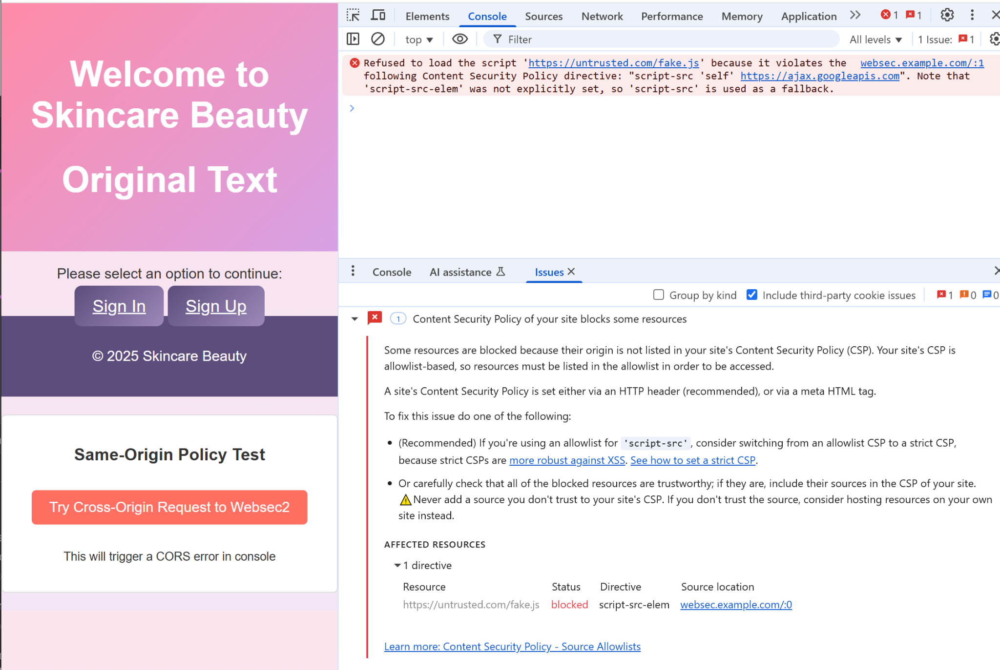 Welcome to
Skincare Beauty
Original Text
Please select an option to continue:
Sign In
Sign Up
© 2025 Skincare Beauty
Same-Origin Policy Test
Try Cross-Origin Request to Websec2
This will trigger a CORS error in console
Elements Console Sources Network Performance Memory Application 1 1
top Filter All levels 1 Issue: 1
Refused to load the script 'https://untrusted.com/fake.js' because it violates the websec.example.com/:1
following Content Security Policy directive: "script-src 'self' https://ajax.googleapis.com". Note that
'script-src-elem' was not explicitly set, so 'script-src' is used as a fallback.
Console AI assistance Issues
Group by kind Include third-party cookie issues 1 0 0
1 Content Security Policy of your site blocks some resources
Some resources are blocked because their origin is not listed in your site's Content Security Policy (CSP). Your site's CSP is
allowlist-based, so resources must be listed in the allowlist in order to be accessed.
A site's Content Security Policy is set either via an HTTP header (recommended), or via a meta HTML tag.
To fix this issue do one of the following:
• (Recommended) If you're using an allowlist for 'script-src', consider switching from an allowlist CSP to a strict CSP,
because strict CSPs are more robust against XSS. See how to set a strict CSP.
• Or carefully check that all of the blocked resources are trustworthy; if they are, include their sources in the CSP of your site.
⚠Never add a source you don't trust to your site's CSP. If you don't trust the source, consider hosting resources on your own
site instead.
AFFECTED RESOURCES
1 directive
Resource Status Directive Source location
https://untrusted.com/fake.js blocked script-src-elem websec.example.com/:0
Learn more: Content Security Policy - Source Allowlists